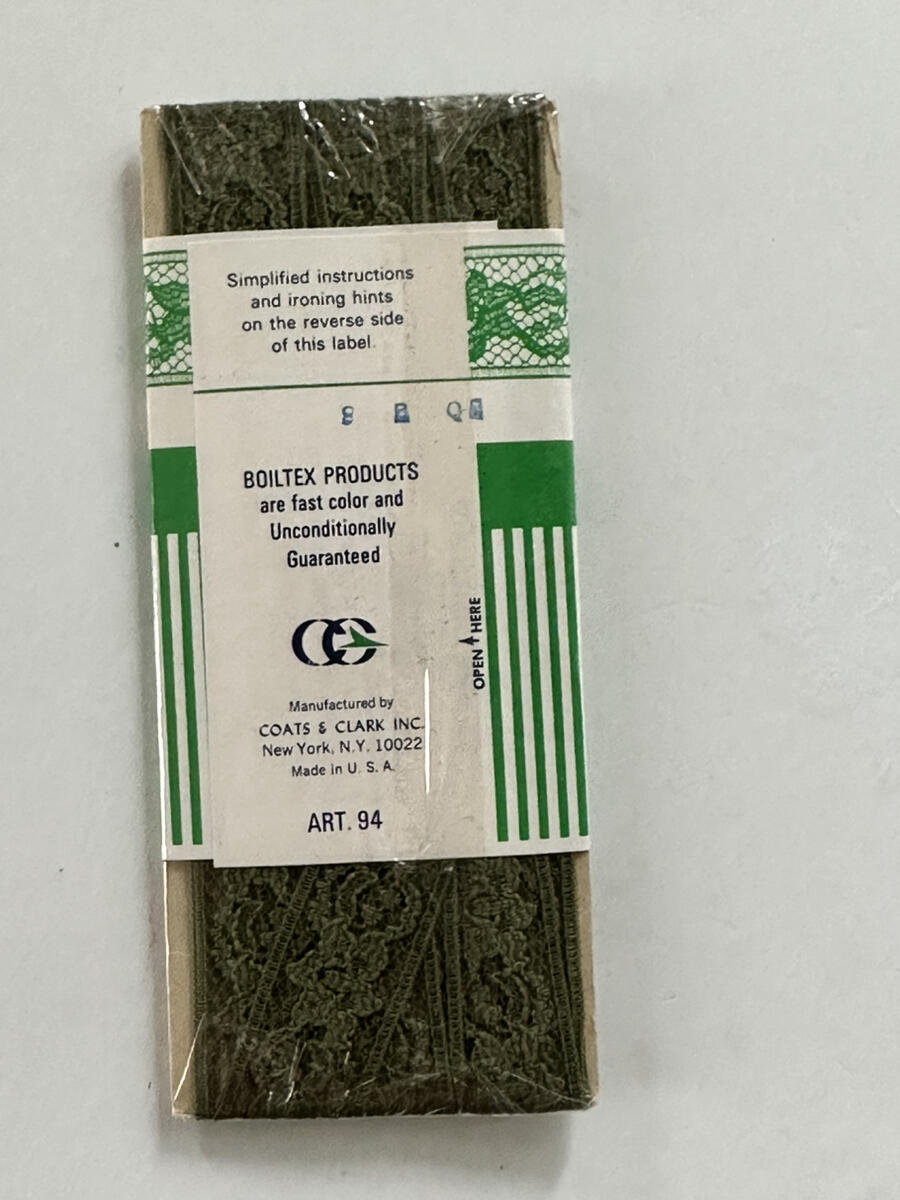 Simplified instructions
and ironing hints
on the reverse side
of this label.
BOILTEX PRODUCTS
are fast color and
Unconditionally
Guaranteed
OPEN HERE
Manufactured by
COATS & CLARK INC.
New York, N.Y. 10022
Made in U. S. A.
ART. 94